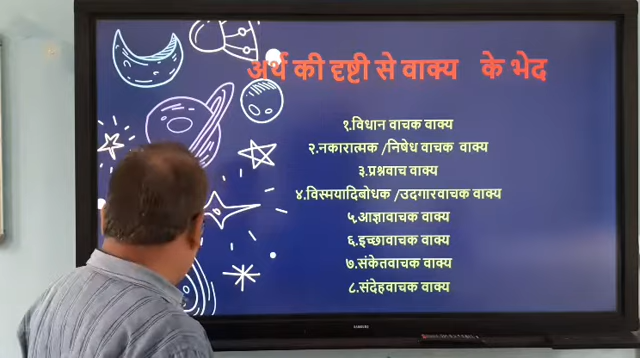 अर्थ की दृष्टी से वाक्य के भेद
१.विधान वाचक वाक्य
२.नकारात्मक /निषेध वाचक वाक्य
३.प्रश्नवाच वाक्य
४.विस्मयादिबोधक /उदगारवाचक वाक्य
५.आज्ञावाचक वाक्य
६.इच्छावाचक वाक्य
७.संकेतवाचक वाक्य
८.संदेहवाचक वाक्य
SAMSUNG